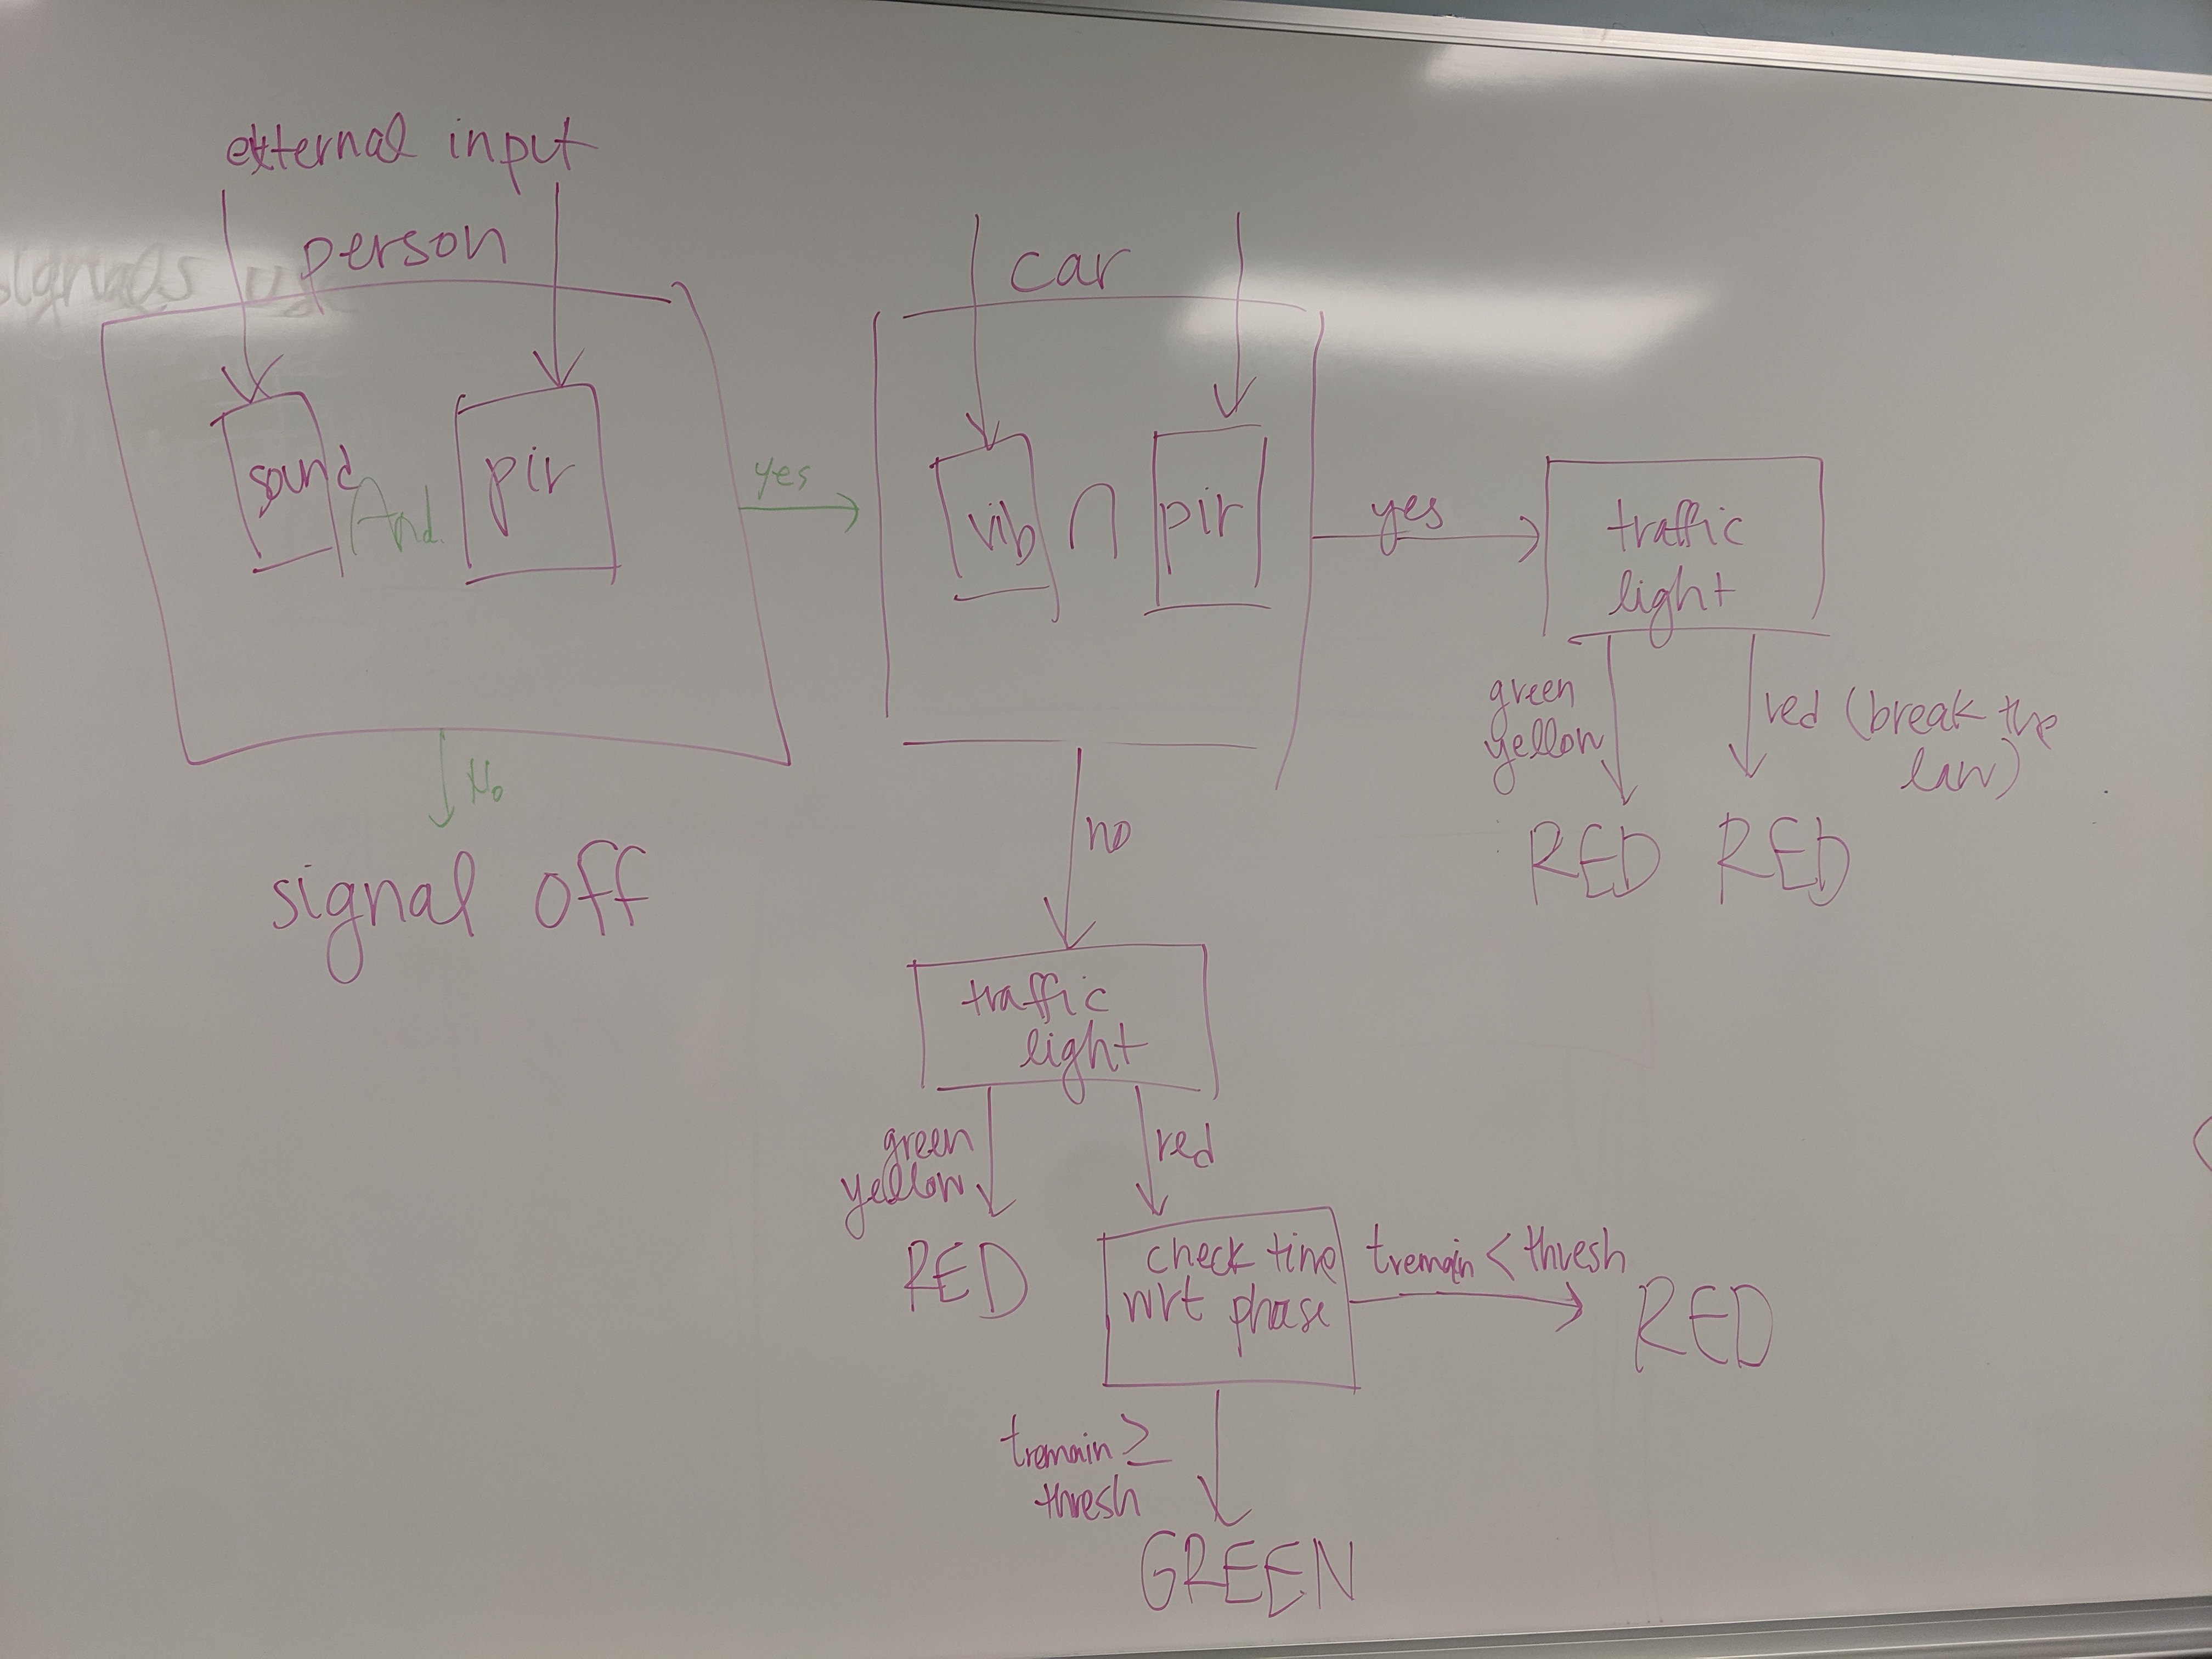 external input
person
signals
sound
And.
pir
yes
No
signal off
car
vib ∩ pir
yes
traffic
light
green
yellow
red (break the
law)
RED
RED
no
traffic
light
green
yellow
red
RED
check time
wrt phase
tremain < thresh
RED
tremain ≥
thresh
GREEN